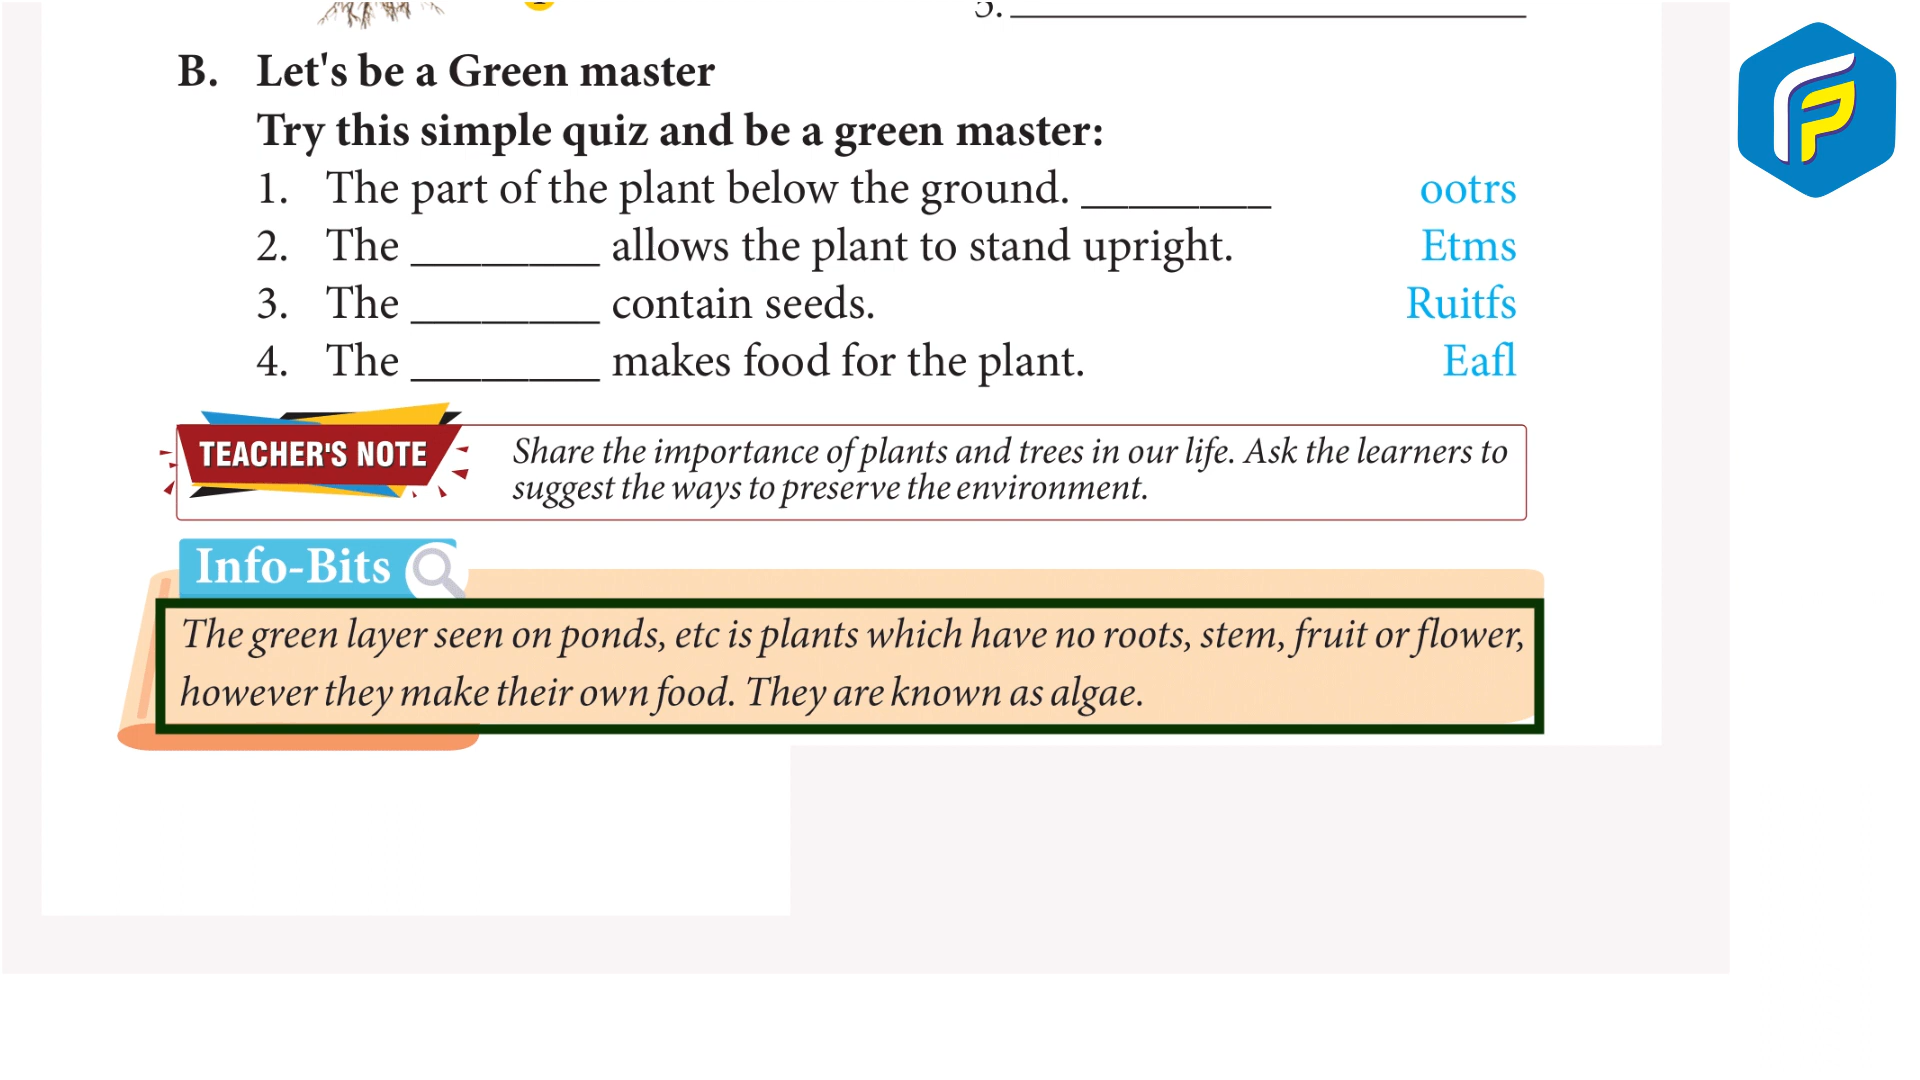 5. ____________
B. Let's be a Green master
Try this simple quiz and be a green master:
1. The part of the plant below the ground. ________ ootrs
2. The ________ allows the plant to stand upright. Etms
3. The ________ contain seeds. Ruitfs
4. The ________ makes food for the plant. Eafl
TEACHER'S NOTE
Share the importance of plants and trees in our life. Ask the learners to
suggest the ways to preserve the environment.
Info-Bits
The green layer seen on ponds, etc is plants which have no roots, stem, fruit or flower,
however they make their own food. They are known as algae.